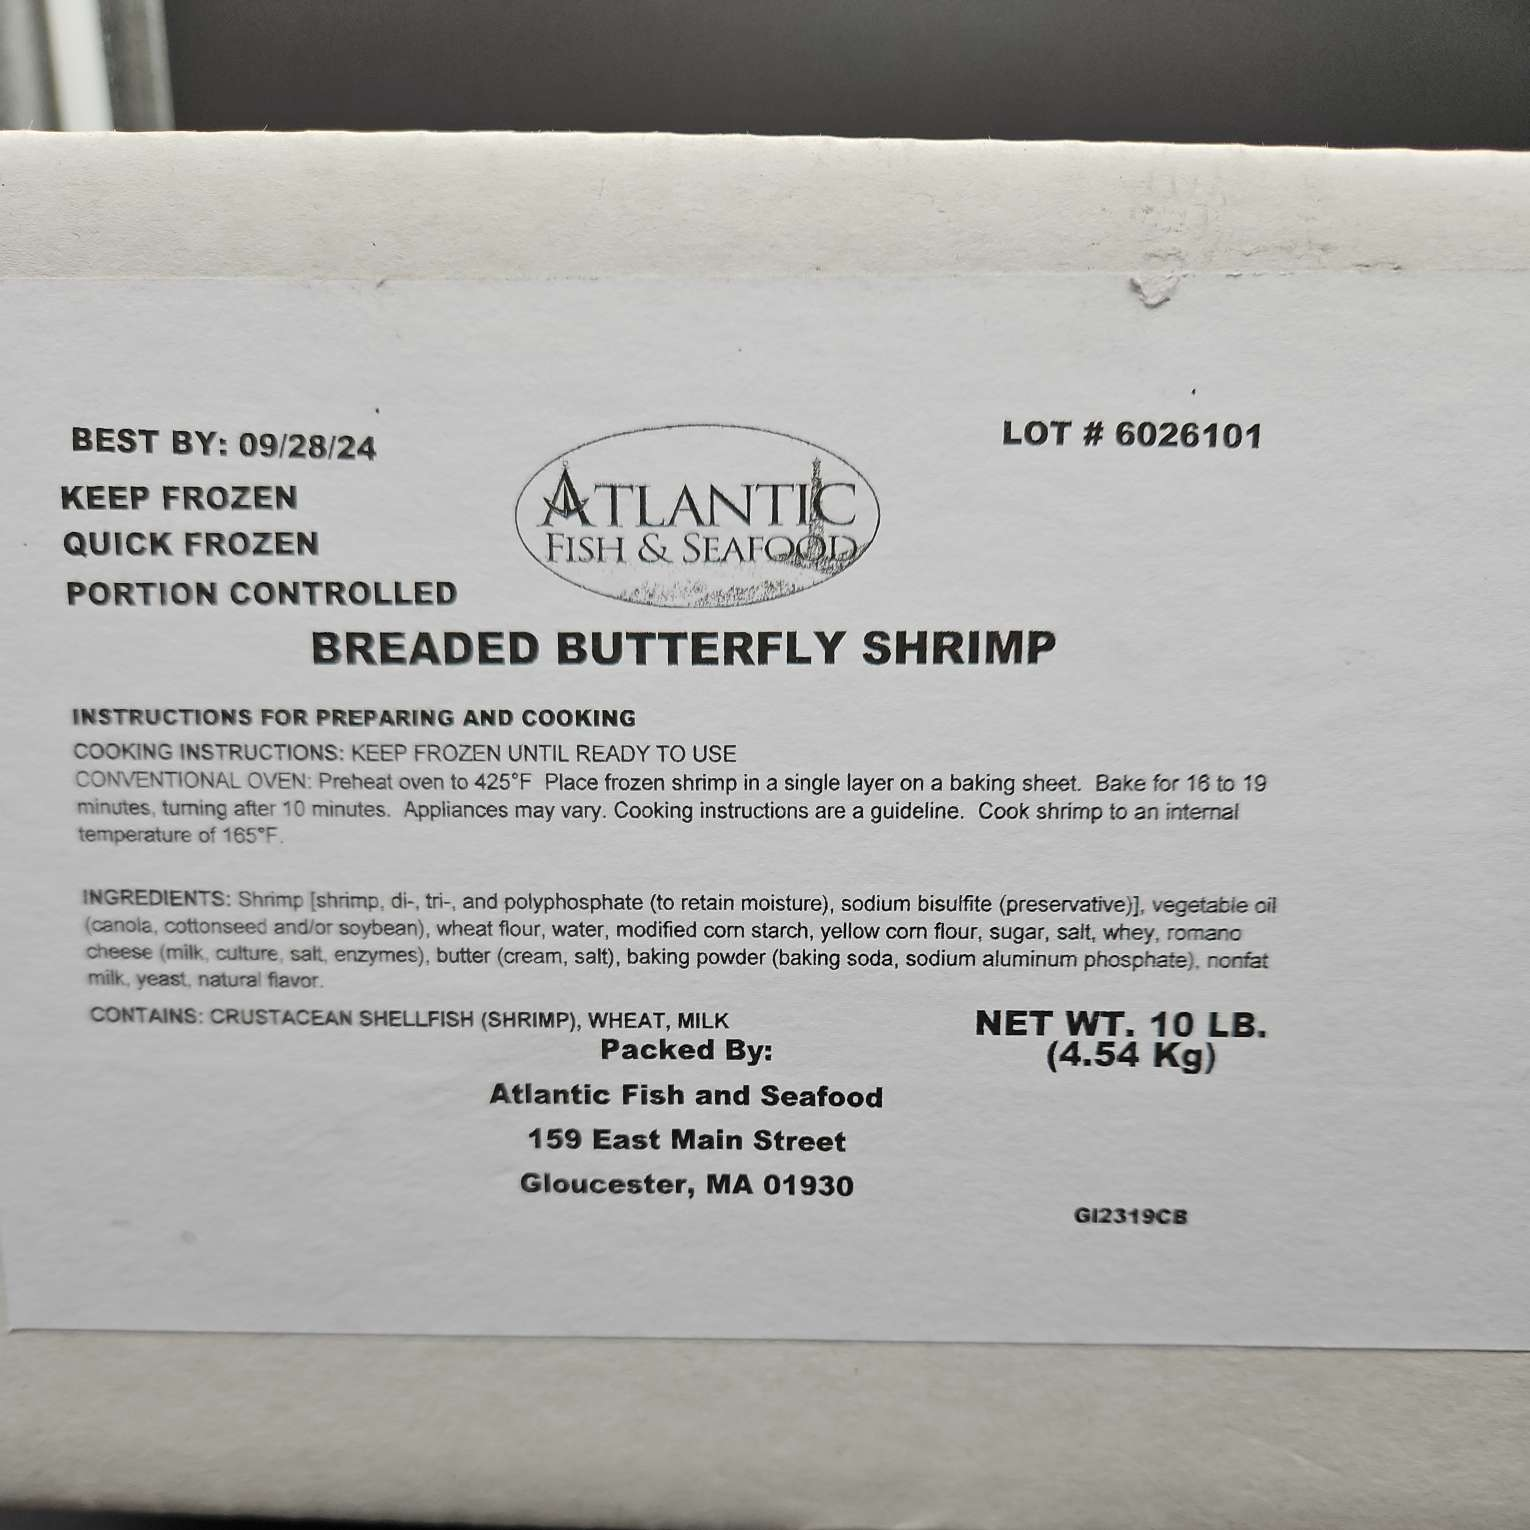 BEST BY: 09/28/24
KEEP FROZEN
QUICK FROZEN
PORTION CONTROLLED
ATLANTIC
FISH & SEAFOOD
LOT # 6026101
BREADED BUTTERFLY SHRIMP
INSTRUCTIONS FOR PREPARING AND COOKING
COOKING INSTRUCTIONS: KEEP FROZEN UNTIL READY TO USE
CONVENTIONAL OVEN: Preheat oven to 425°F Place frozen shrimp in a single layer on a baking sheet. Bake for 16 to 19
minutes, turning after 10 minutes. Appliances may vary. Cooking instructions are a guideline. Cook shrimp to an internal
temperature of 165°F.
INGREDIENTS: Shrimp [shrimp, di-, tri-, and polyphosphate (to retain moisture), sodium bisulfite (preservative)], vegetable oil
(canola, cottonseed and/or soybean), wheat flour, water, modified corn starch, yellow corn flour, sugar, salt, whey, romano
cheese (milk, culture, salt, enzymes), butter (cream, salt), baking powder (baking soda, sodium aluminum phosphate), nonfat
milk, yeast, natural flavor.
CONTAINS: CRUSTACEAN SHELLFISH (SHRIMP), WHEAT, MILK
NET WT. 10 LB.
(4.54 Kg)
Packed By:
Atlantic Fish and Seafood
159 East Main Street
Gloucester, MA 01930
GI2319CB